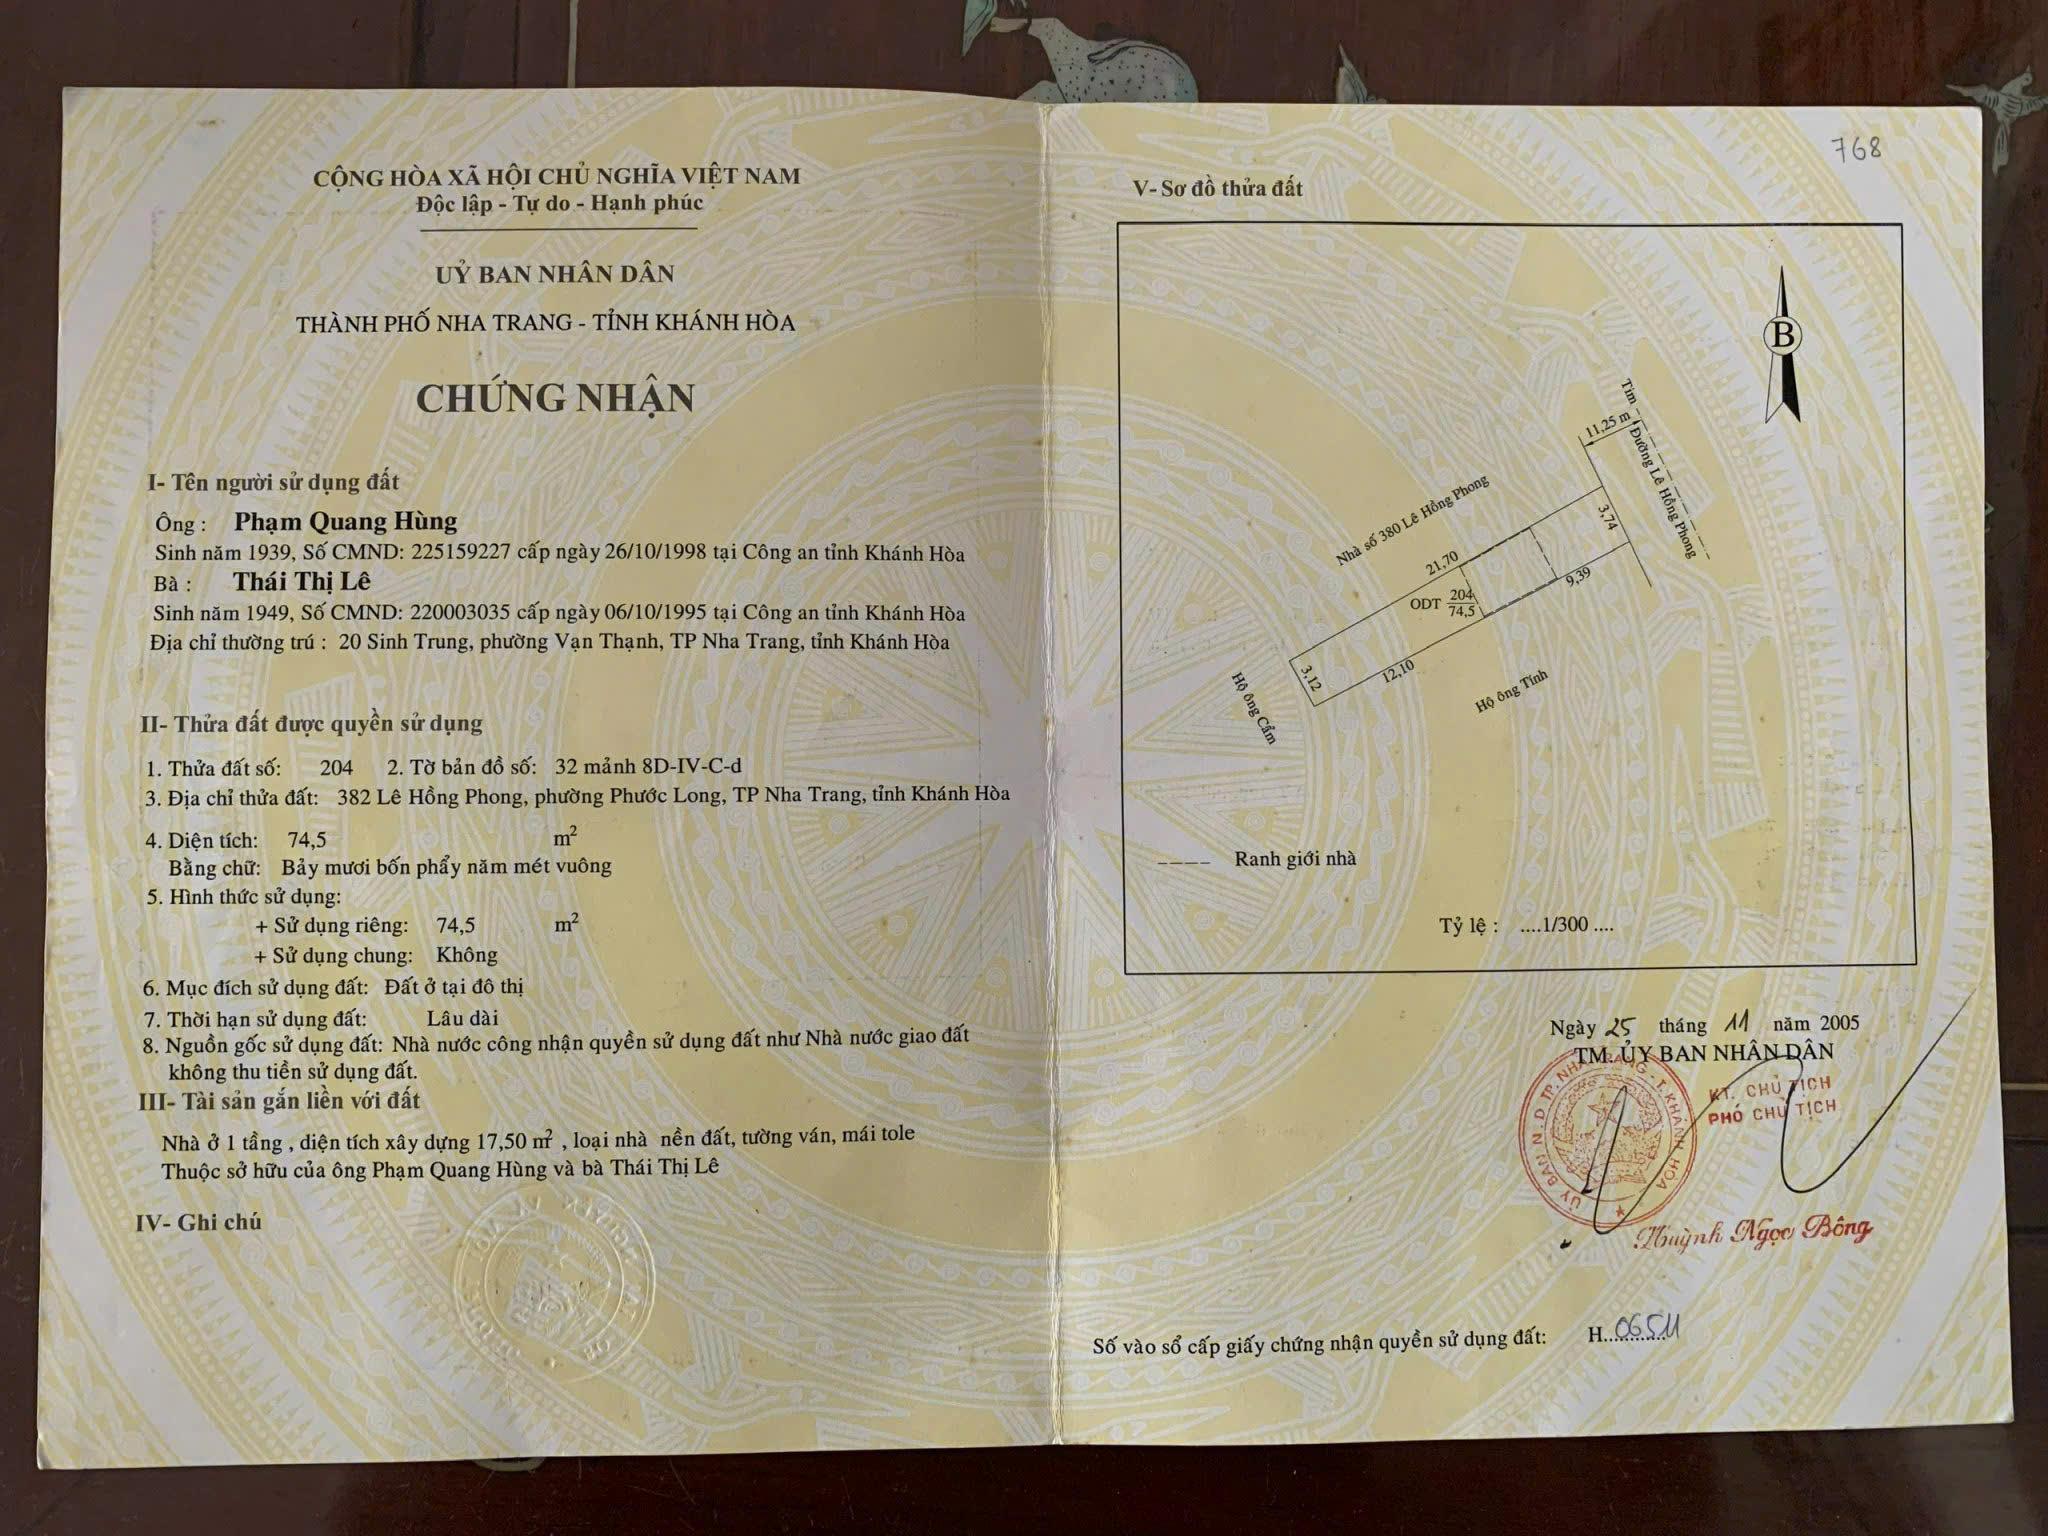 CỘNG HÒA XÃ HỘI CHỦ NGHĨA VIỆT NAM
Độc lập - Tự do - Hạnh phúc
UỶ BAN NHÂN DÂN
THÀNH PHỐ NHA TRANG - TỈNH KHÁNH HÒA
CHỨNG NHẬN
I- Tên người sử dụng đất
Ông : Phạm Quang Hùng
Sinh năm 1939, Số CMND: 225159227 cấp ngày 26/10/1998 tại Công an tỉnh Khánh Hòa
Bà : Thái Thị Lê
Sinh năm 1949, Số CMND: 220003035 cấp ngày 06/10/1995 tại Công an tỉnh Khánh Hòa
Địa chỉ thường trú : 20 Sinh Trung, phường Vạn Thạnh, TP Nha Trang, tỉnh Khánh Hòa
II- Thửa đất được quyền sử dụng
1. Thửa đất số: 204 2. Tờ bản đồ số: 32 mảnh 8D-IV-C-d
3. Địa chỉ thửa đất: 382 Lê Hồng Phong, phường Phước Long, TP Nha Trang, tỉnh Khánh Hòa
4. Diện tích: 74,5 m²
Bằng chữ: Bảy mươi bốn phẩy năm mét vuông
5. Hình thức sử dụng:
+ Sử dụng riêng: 74,5 m²
+ Sử dụng chung: Không
6. Mục đích sử dụng đất: Đất ở tại đô thị
7. Thời hạn sử dụng đất: Lâu dài
8. Nguồn gốc sử dụng đất: Nhà nước công nhận quyền sử dụng đất như Nhà nước giao đất
không thu tiền sử dụng đất.
III- Tài sản gắn liền với đất
Nhà ở 1 tầng , diện tích xây dựng 17,50 m² , loại nhà nền đất, tường ván, mái tole
Thuộc sở hữu của ông Phạm Quang Hùng và bà Thái Thị Lê
IV- Ghi chú
768
V- Sơ đồ thửa đất
B
Tim Đường Lê Hồng Phong
11,25 m
Nhà số 380 Lê Hồng Phong
3,74
21,70
9,39
ODT 204
74,5
3,12
12,10
Hộ ông Tính
Hộ ông Cẩm
---- Ranh giới nhà
Tỷ lệ : ....1/300 ....
Ngày 25 tháng 11 năm 2005
TM. ỦY BAN NHÂN DÂN
KT. CHỦ TỊCH
PHÓ CHỦ TỊCH
ỦY BAN N.D TP. NHA TRANG - T. KHÁNH HÒA
Huỳnh Ngọc Bông
Số vào sổ cấp giấy chứng nhận quyền sử dụng đất: H..06511